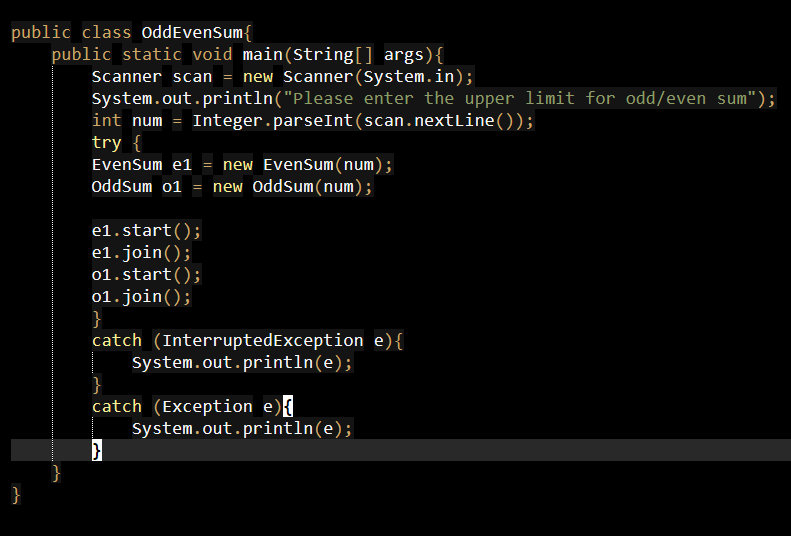 public class OddEvenSum{
    public static void main(String[] args){
        Scanner scan = new Scanner(System.in);
        System.out.println("Please enter the upper limit for odd/even sum");
        int num = Integer.parseInt(scan.nextLine());
        try {
        EvenSum e1 = new EvenSum(num);
        OddSum o1 = new OddSum(num);

        e1.start();
        e1.join();
        o1.start();
        o1.join();
        }
        catch (InterruptedException e){
            System.out.println(e);
        }
        catch (Exception e){
            System.out.println(e);
        }
    }
}